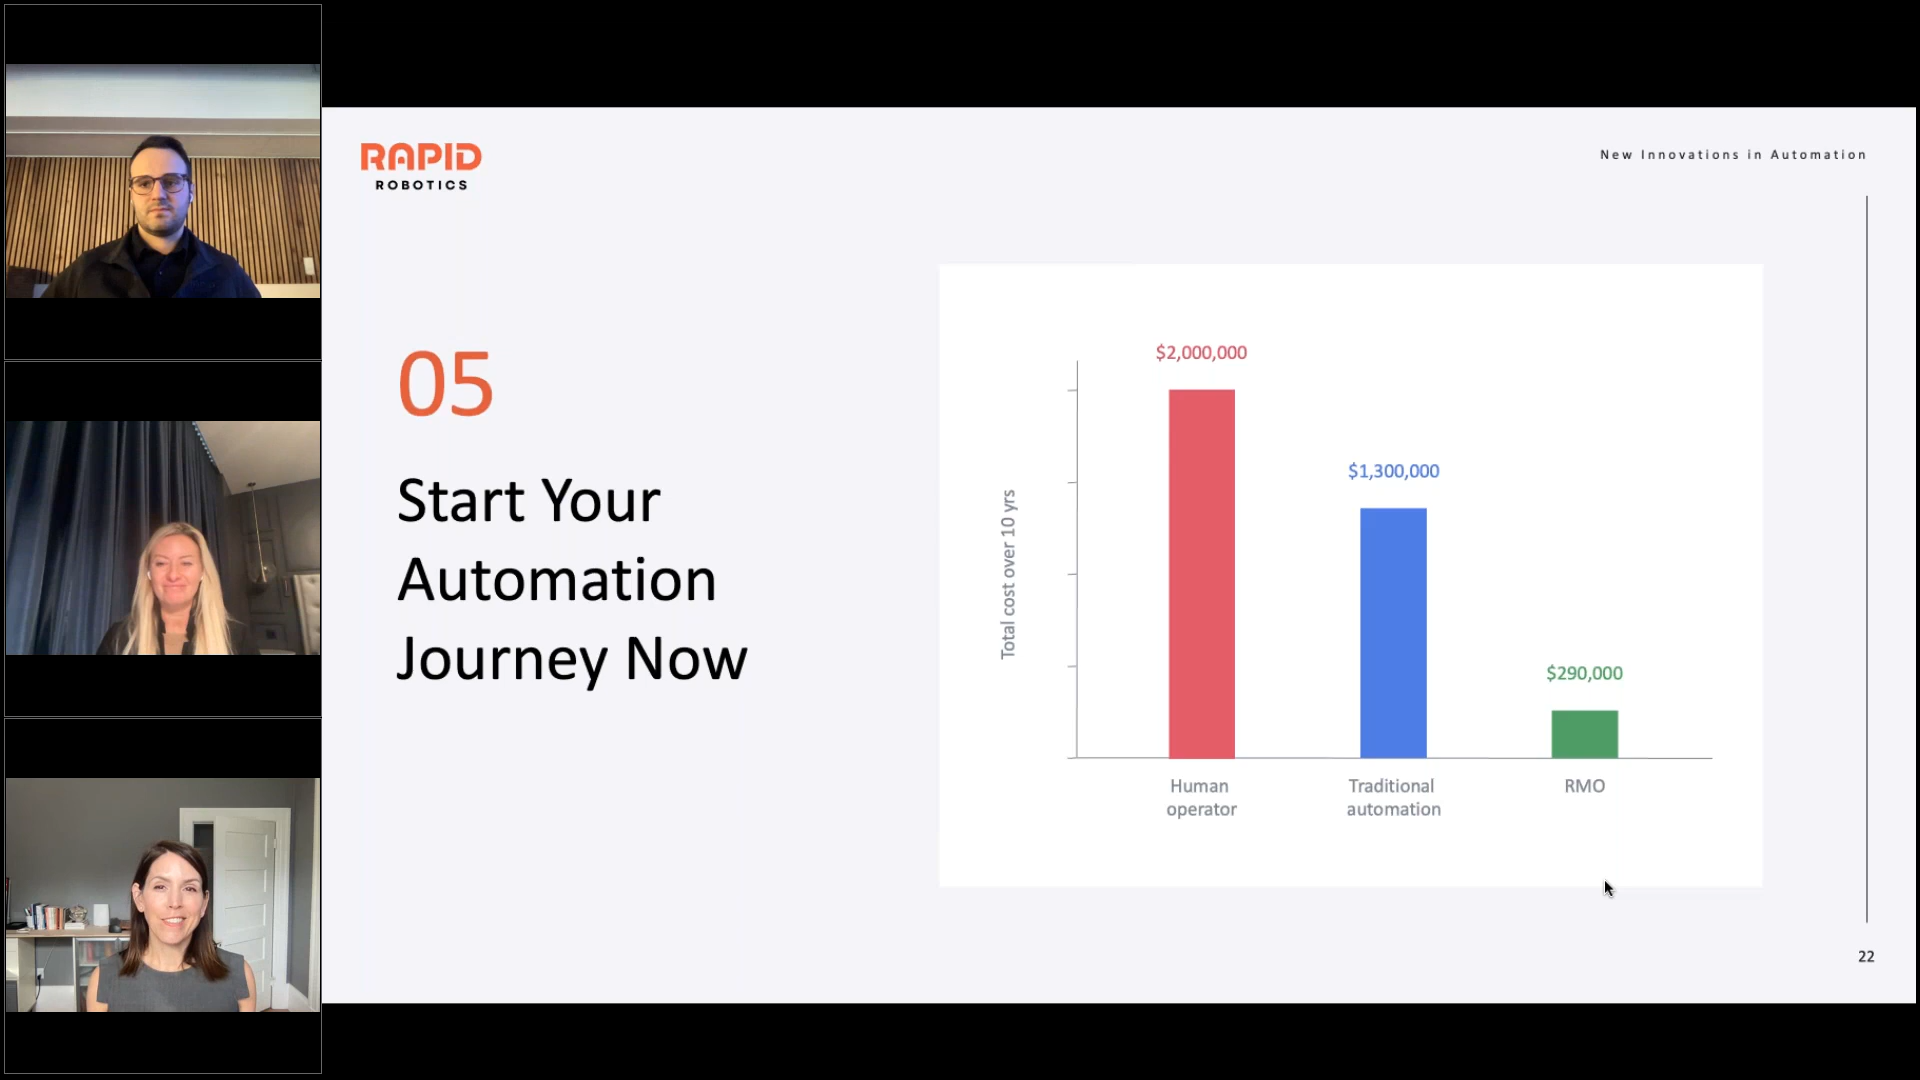 RAPID
ROBOTICS
New Innovations in Automation
05
Start Your
Automation
Journey Now
$2,000,000
$1,300,000
$290,000
Total cost over 10 yrs
Human
operator
Traditional
automation
RMO
22